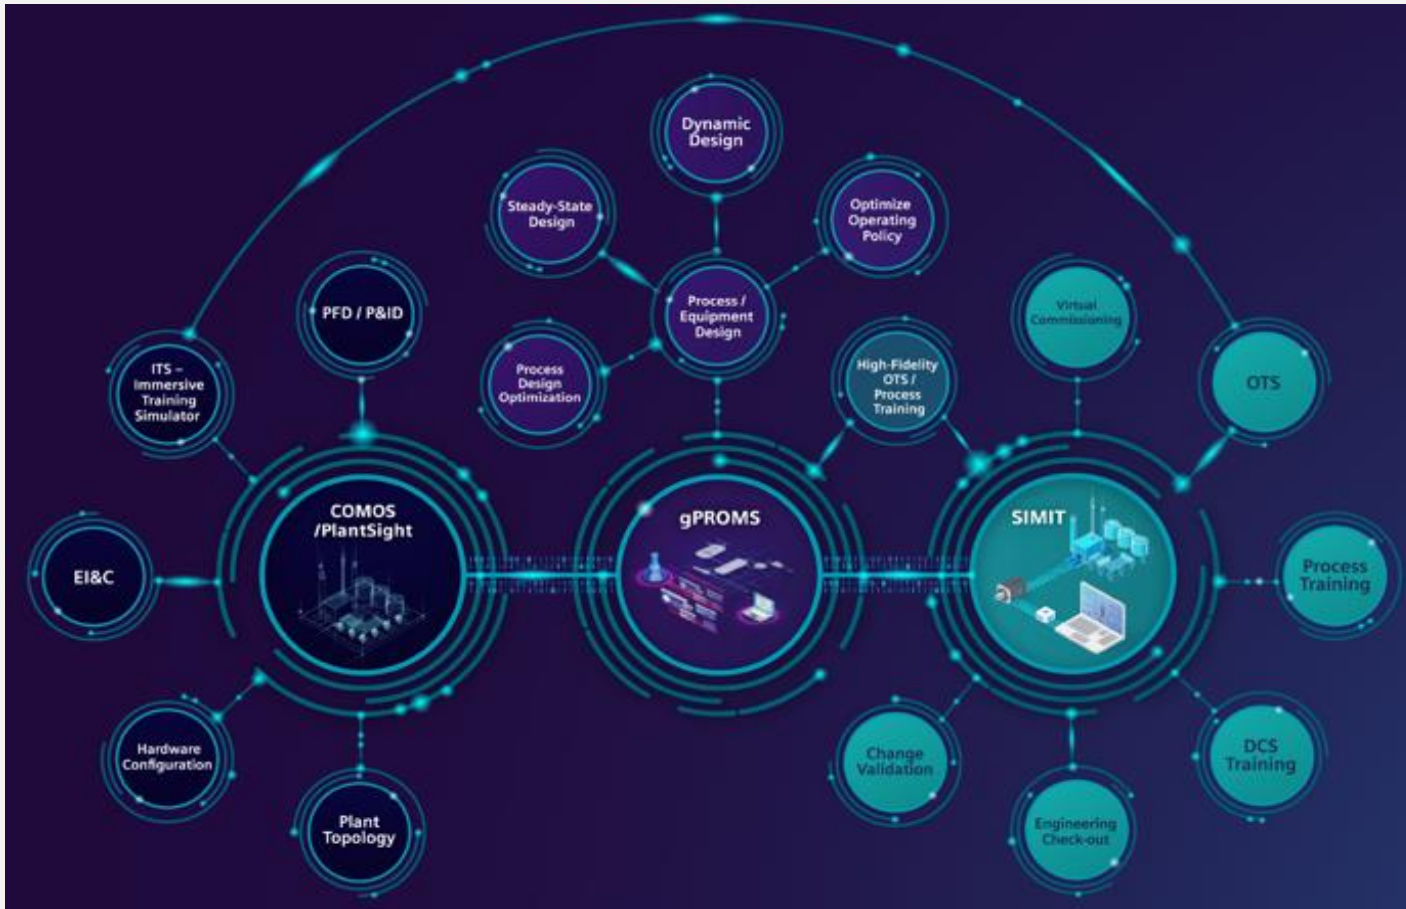 Dynamic
Design
Steady-State
Design
Optimize
Operating
Policy
PFD / P&ID
Process /
Equipment
Design
Virtual
Commissioning
ITS –
Immersive
Training
Simulator
Process
Design
Optimization
High-Fidelity
OTS /
Process
Training
OTS
COMOS
/PlantSight
gPROMS
SIMIT
EI&C
Process
Training
Hardware
Configuration
Plant
Topology
Change
Validation
Engineering
Check-out
DCS
Training